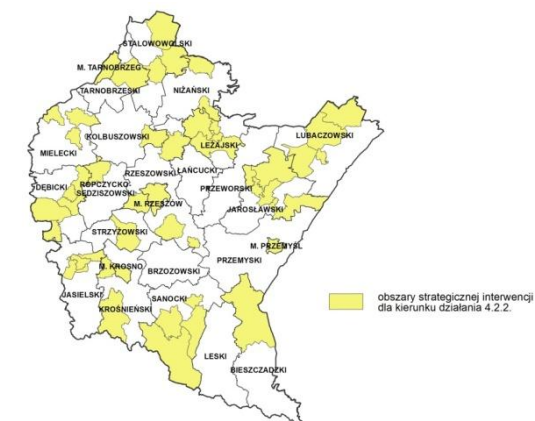 STALOWOWOLSKI
M. TARNOBRZEG
TARNOBRZESKI
NIŻAŃSKI
KOLBUSZOWSKI
LUBACZOWSKI
MIELECKI
LEŻAJSKI
RZESZOWSKI
ŁAŃCUCKI
DĘBICKI
ROPCZYCKO
SĘDZISZOWSKI
PRZEWORSKI
M. RZESZÓW
JAROSŁAWSKI
STRZYŻOWSKI
M. PRZEMYŚL
PRZEMYSKI
M. KROSNO
BRZOZOWSKI
JASIELSKI
SANOCKI
KROŚNIEŃSKI
obszary strategicznej interwencji
dla kierunku działania 4.2.2.
LESKI
BIESZCZADZKI